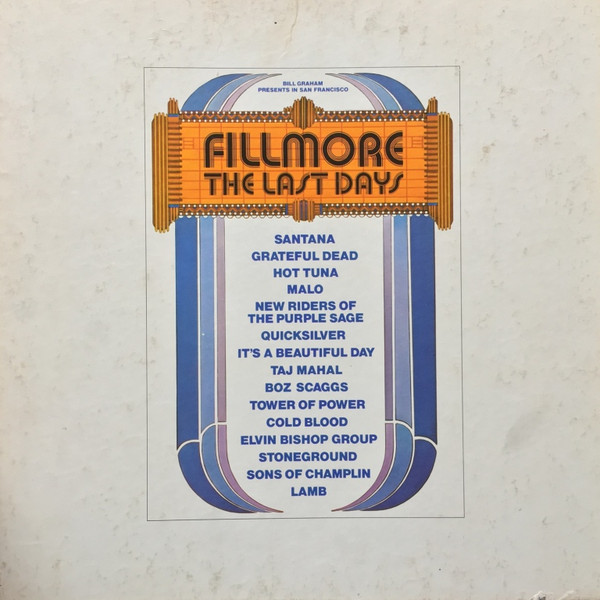 BILL GRAHAM
PRESENTS IN SAN FRANCISCO
FILLMORE
THE LAST DAYS
SANTANA
GRATEFUL DEAD
HOT TUNA
MALO
NEW RIDERS OF
THE PURPLE SAGE
QUICKSILVER
IT'S A BEAUTIFUL DAY
TAJ MAHAL
BOZ SCAGGS
TOWER OF POWER
COLD BLOOD
ELVIN BISHOP GROUP
STONEGROUND
SONS OF CHAMPLIN
LAMB